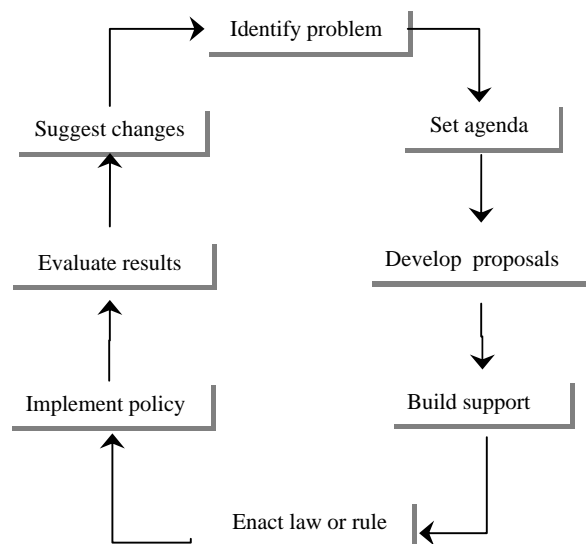 Identify problem
Suggest changes
Set agenda
Evaluate results
Develop proposals
Implement policy
Build support
Enact law or rule